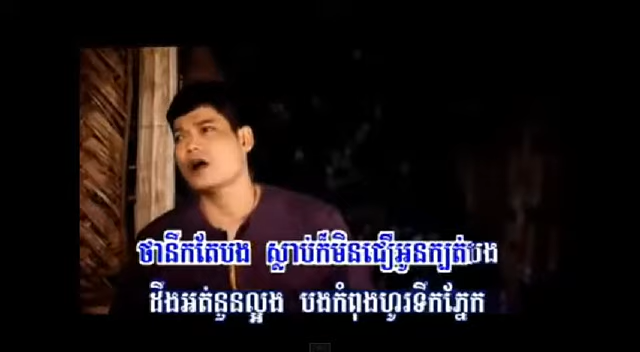 ថានឹកតែបង ស្លាប់ក៏មិនជឿអូនក្បត់បង
ដឹងអត់នួនល្អង បងកំពុងហូរទឹកភ្នែក